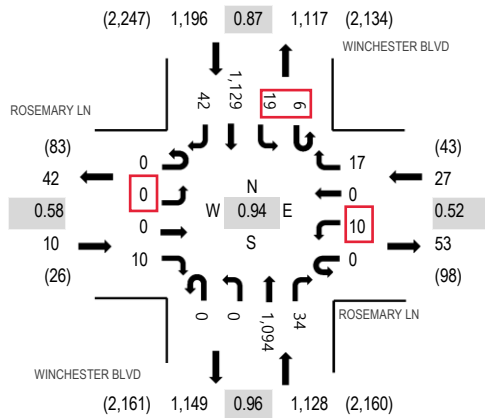 (2,247) 1,196 0.87 1,117 (2,134)
WINCHESTER BLVD
42 1,129 19 6
ROSEMARY LN
(83)
42
0.58
10
(26)
0
0
0
10
N
W 0.94 E
S
17
0
10
0
(43)
27
0.52
53
(98)
0 0 1,094 34
ROSEMARY LN
WINCHESTER BLVD
(2,161) 1,149 0.96 1,128 (2,160)